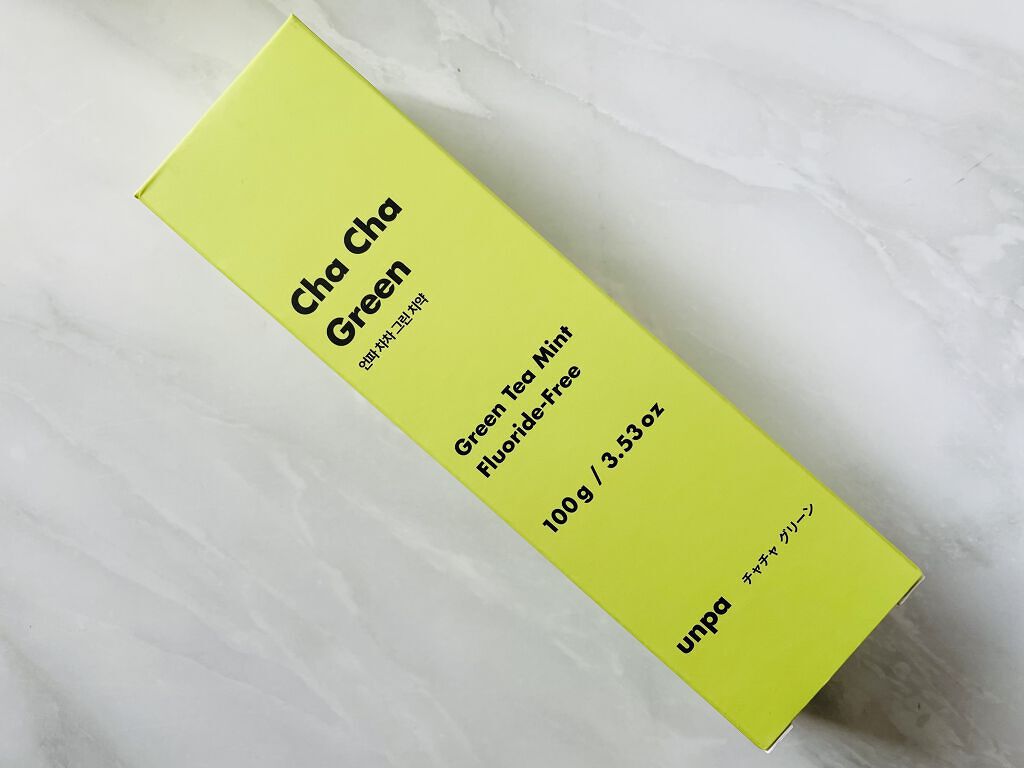 Cha Cha
Green
언파 차차 그린 치약
Green Tea Mint
Fluoride-Free
100g / 3.53oz
unpa チャチャ グリーン